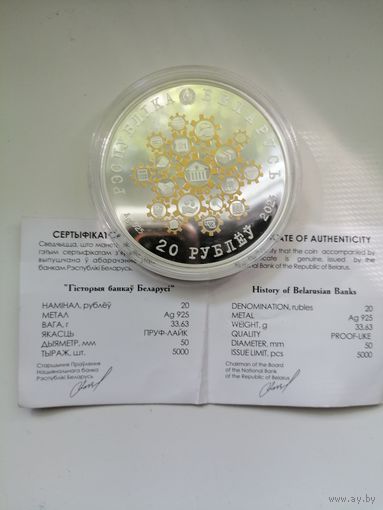 РЭСПУБЛІКА БЕЛАРУСЬ
20 РУБЛЁЎ
СЕРТЫФІКАТ
Сведчыцца, што
гэтым сертыфікатам
выпушчана ў абарачэнне
банкам Рэспублікі Беларусь.
"Гісторыя банкаў Беларусі"
НАМІНАЛ, рублёў 20
МЕТАЛ Ag 925
ВАГА, г 33,63
ЯКАСЦЬ ПРУФ-ЛАЙК
ДЫЯМЕТР, мм 50
ТЫРАЖ, шт. 5000
Старшыня Праўлення
Нацыянальнага банка
Рэспублікі Беларусь
OF AUTHENTICITY
that the coin accompanied by
is genuine, issued by the
National Bank of the Republic of Belarus.
History of Belarusian Banks
DENOMINATION, rubles 20
METAL Ag 925
WEIGHT, g 33,63
QUALITY PROOF-LIKE
DIAMETER, mm 50
ISSUE LIMIT, pcs 5000
Chairman of the Board
of the National Bank
of the Republic of Belarus
https://www.ay.by